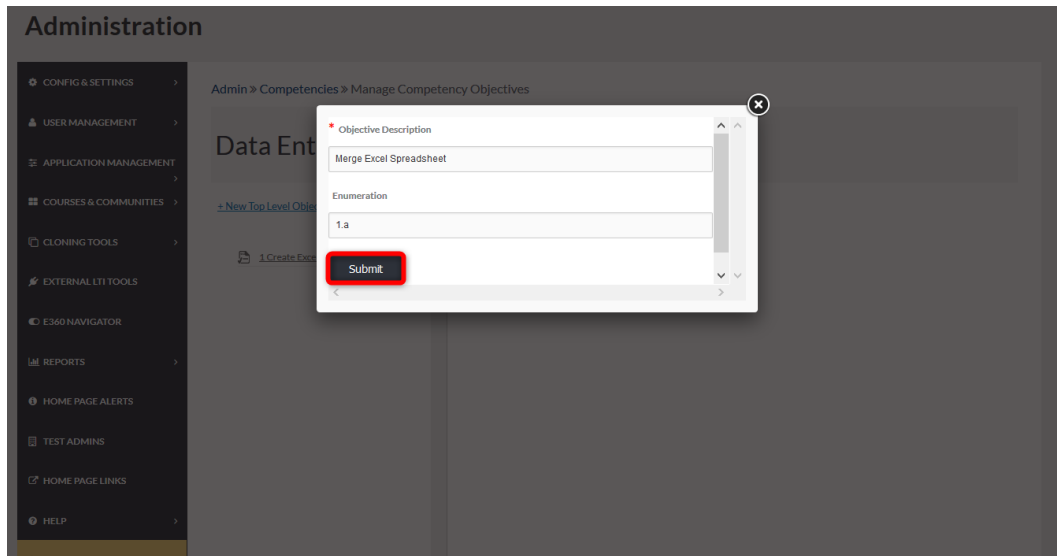 Administration
CONFIG & SETTINGS
USER MANAGEMENT
APPLICATION MANAGEMENT
COURSES & COMMUNITIES
CLONING TOOLS
EXTERNAL LTI TOOLS
E360 NAVIGATOR
REPORTS
HOME PAGE ALERTS
TEST ADMINS
HOME PAGE LINKS
HELP
Admin » Competencies » Manage Competency Objectives
Data Ent
+ New Top Level Objec
1 Create Exce
* Objective Description
Merge Excel Spreadsheet
Enumeration
1.a
Submit